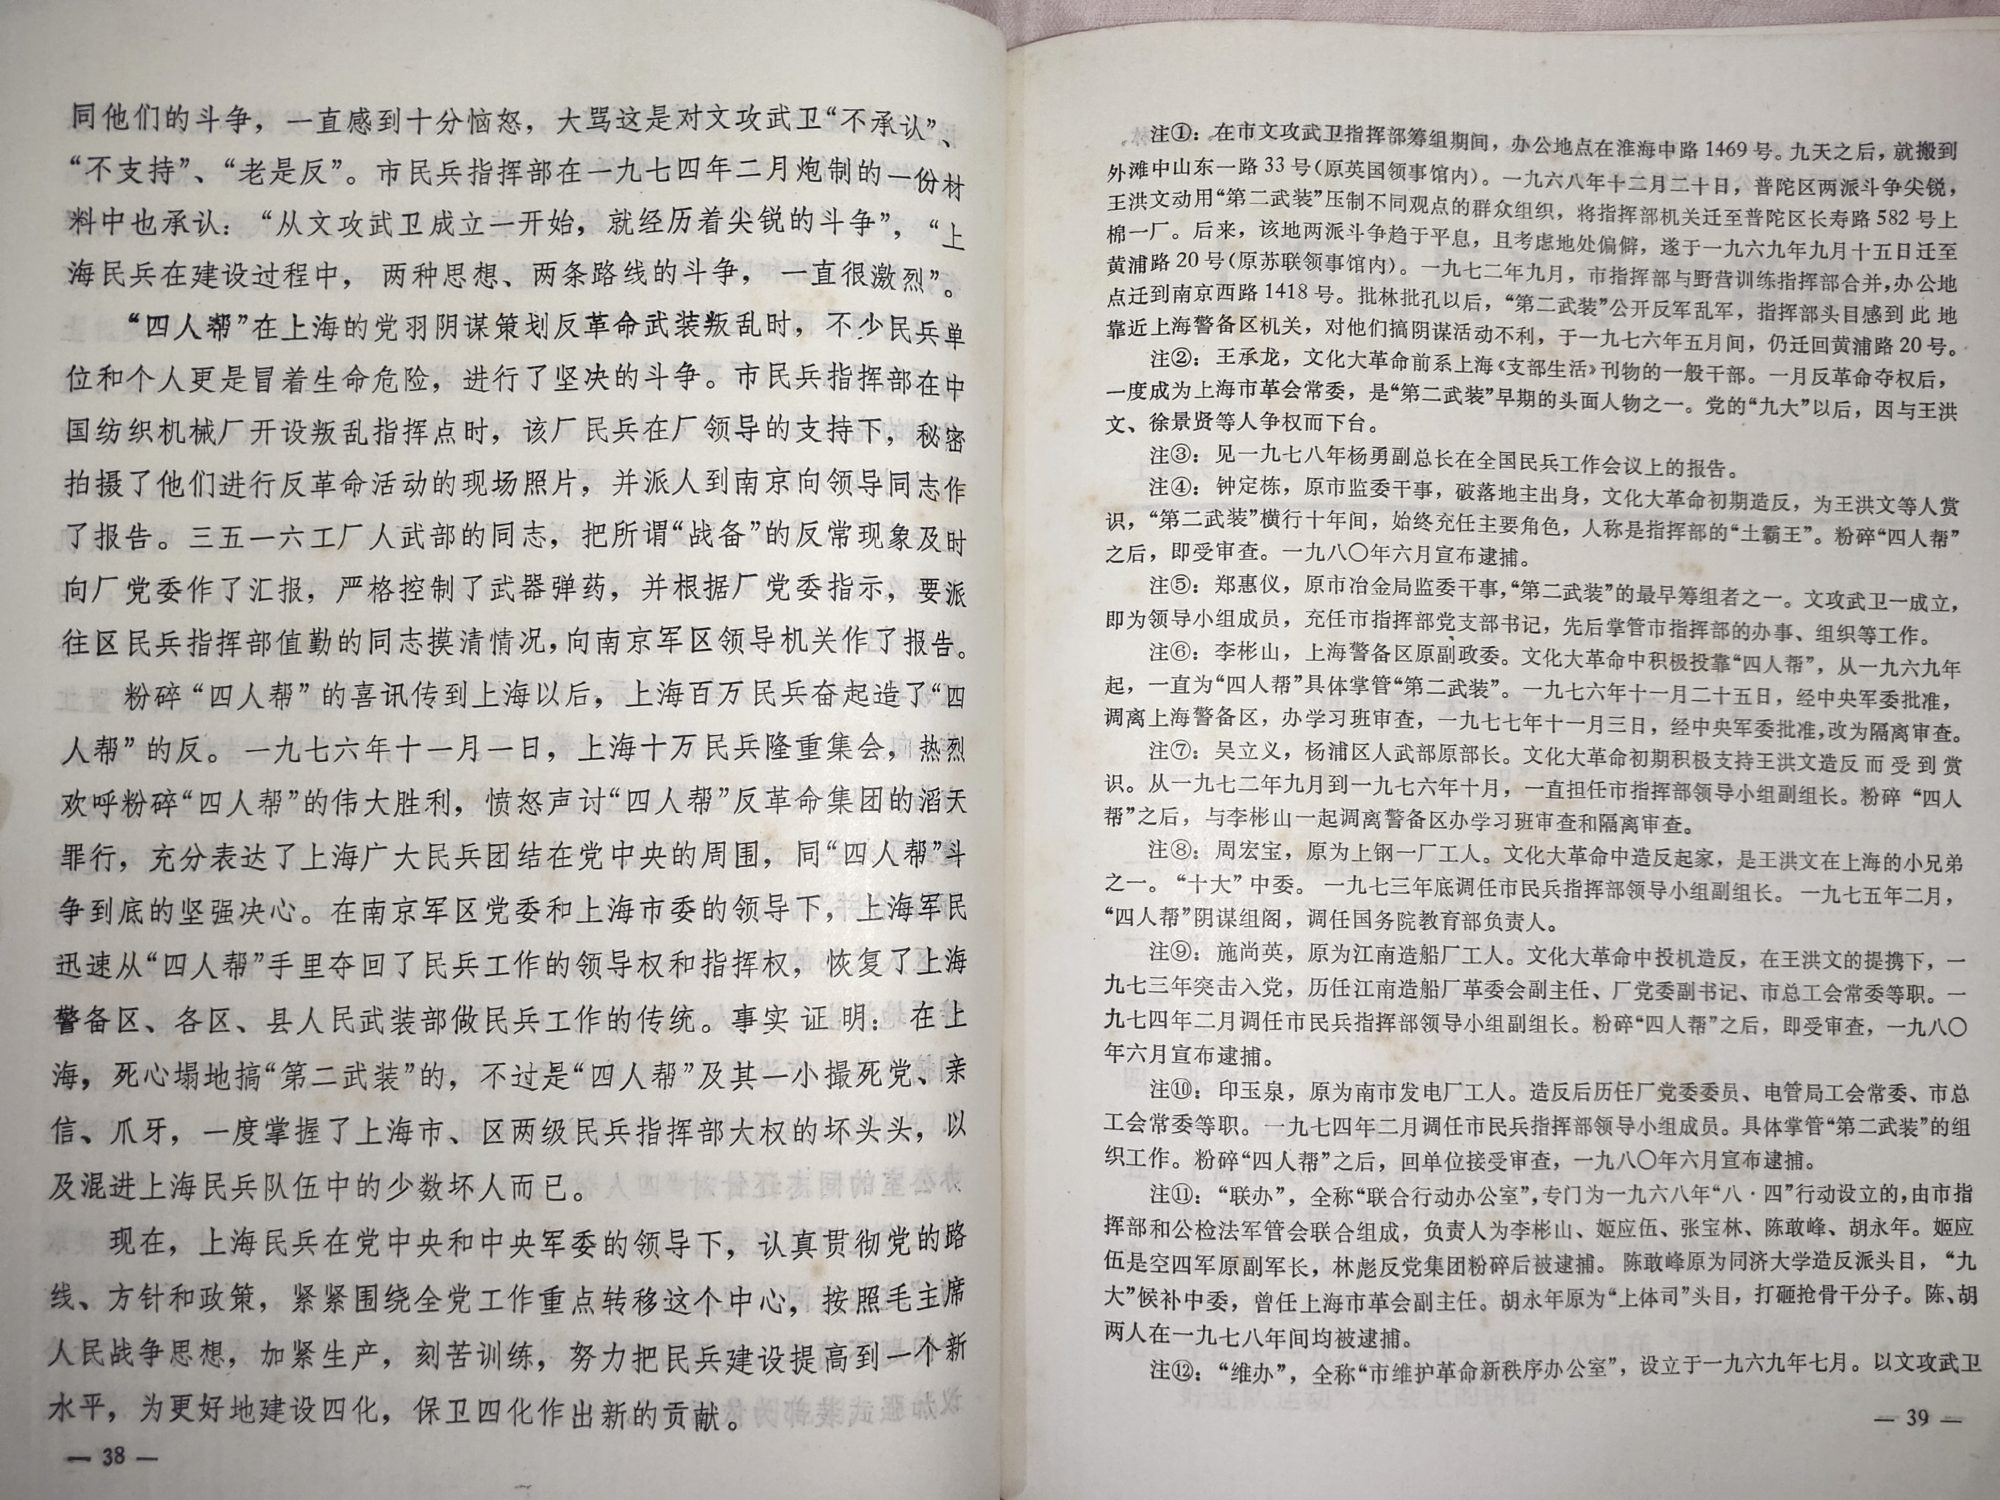 同他们的斗争，一直感到十分恼怒，大骂这是对文攻武卫“不承认”、
“不支持”、“老是反”。市民兵指挥部在一九七四年二月炮制的一份材
料中也承认：“从文攻武卫成立一开始，就经历着尖锐的斗争”，“上
海民兵在建设过程中，两种思想、两条路线的斗争，一直很激烈”。
“四人帮”在上海的党羽阴谋策划反革命武装叛乱时，不少民兵单
位和个人更是冒着生命危险，进行了坚决的斗争。市民兵指挥部在中
国纺织机械厂开设叛乱指挥点时，该厂民兵在厂领导的支持下，秘密
拍摄了他们进行反革命活动的现场照片，并派人到南京向领导同志作
了报告。三五一六工厂人武部的同志，把所谓“战备”的反常现象及时
向厂党委作了汇报，严格控制了武器弹药，并根据厂党委指示，要派
往区民兵指挥部值勤的同志摸清情况，向南京军区领导机关作了报告。
粉碎“四人帮”的喜讯传到上海以后，上海百万民兵奋起造了“四
人帮”的反。一九七六年十一月一日，上海十万民兵隆重集会，热烈
欢呼粉碎“四人帮”的伟大胜利，愤怒声讨“四人帮”反革命集团的滔天
罪行，充分表达了上海广大民兵团结在党中央的周围，同“四人帮”斗
争到底的坚强决心。在南京军区党委和上海市委的领导下，上海军民
迅速从“四人帮”手里夺回了民兵工作的领导权和指挥权，恢复了上海
警备区、各区、县人民武装部做民兵工作的传统。事实证明：在上
海，死心塌地搞“第二武装”的，不过是“四人帮”及其一小撮死党、亲
信、爪牙，一度掌握了上海市、区两级民兵指挥部大权的坏头头，以
及混进上海民兵队伍中的少数坏人而已。
现在，上海民兵在党中央和中央军委的领导下，认真贯彻党的路
线、方针和政策，紧紧围绕全党工作重点转移这个中心，按照毛主席
人民战争思想，加紧生产，刻苦训练，努力把民兵建设提高到一个新
水平，为更好地建设四化，保卫四化作出新的贡献。
— 38 —
注①：在市文攻武卫指挥部筹组期间，办公地点在淮海中路1469号。九天之后，就搬到
外滩中山东一路33号（原英国领事馆内）。一九六八年十二月二十日，普陀区两派斗争尖锐，
王洪文动用“第二武装”压制不同观点的群众组织，将指挥部机关迁至普陀区长寿路582号上
棉一厂。后来，该地两派斗争趋于平息，且考虑地处偏僻，遂于一九六九年九月十五日迁至
黄浦路20号（原苏联领事馆内）。一九七二年九月，市指挥部与野营训练指挥部合并，办公地
点迁到南京西路1418号。批林批孔以后，“第二武装”公开反军乱军，指挥部头目感到此地
靠近上海警备区机关，对他们搞阴谋活动不利，于一九七六年五月间，仍迁回黄浦路20号。
注②：王承龙，文化大革命前系上海《支部生活》刊物的一般干部。一月反革命夺权后，
一度成为上海市革会常委，是“第二武装”早期的头面人物之一。党的“九大”以后，因与王洪
文、徐景贤等人争权而下台。
注③：见一九七八年杨勇副总长在全国民兵工作会议上的报告。
注④：钟定栋，原市监委干事，破落地主出身，文化大革命初期造反，为王洪文等人赏
识，“第二武装”横行十年间，始终充任主要角色，人称是指挥部的“土霸王”。粉碎“四人帮”
之后，即受审查。一九八〇年六月宣布逮捕。
注⑤：郑惠仪，原市冶金局监委干事，“第二武装”的最早筹组者之一。文攻武卫一成立，
即为领导小组成员，充任市指挥部党支部书记，先后掌管市指挥部的办事、组织等工作。
注⑥：李彬山，上海警备区原副政委。文化大革命中积极投靠“四人帮”，从一九六九年
起，一直为“四人帮”具体掌管“第二武装”。一九七六年十一月二十五日，经中央军委批准，
调离上海警备区，办学习班审查，一九七七年十一月三日，经中央军委批准，改为隔离审查。
注⑦：吴立义，杨浦区人武部原部长。文化大革命初期积极支持王洪文造反而受到赏
识。从一九七二年九月到一九七六年十月，一直担任市指挥部领导小组副组长。粉碎“四人
帮”之后，与李彬山一起调离警备区办学习班审查和隔离审查。
注⑧：周宏宝，原为上钢一厂工人。文化大革命中造反起家，是王洪文在上海的小兄弟
之一。“十大”中委。一九七三年底调任市民兵指挥部领导小组副组长。一九七五年二月，
“四人帮”阴谋组阁，调任国务院教育部负责人。
注⑨：施尚英，原为江南造船厂工人。文化大革命中投机造反，在王洪文的提携下，一
九七三年突击入党，历任江南造船厂革委会副主任、厂党委副书记、市总工会常委等职。一
九七四年二月调任市民兵指挥部领导小组副组长。粉碎“四人帮”之后，即受审查，一九八〇
年六月宣布逮捕。
注⑩：印玉泉，原为南市发电厂工人。造反后历任厂党委委员、电管局工会常委、市总
工会常委等职。一九七四年二月调任市民兵指挥部领导小组成员。具体掌管“第二武装”的组
织工作。粉碎“四人帮”之后，回单位接受审查，一九八〇年六月宣布逮捕。
注⑪：“联办”，全称“联合行动办公室”，专门为一九六八年“八·四”行动设立的，由市指
挥部和公检法军管会联合组成，负责人为李彬山、姬应伍、张宝林、陈敢峰、胡永年。姬应
伍是空四军原副军长，林彪反党集团粉碎后被逮捕。陈敢峰原为同济大学造反派头目，“九
大”候补中委，曾任上海市革会副主任。胡永年原为“上体司”头目，打砸抢骨干分子。陈、胡
两人在一九七八年间均被逮捕。
注⑫：“维办”，全称“市维护革命新秩序办公室”，设立于一九六九年七月。以文攻武卫
— 39 —